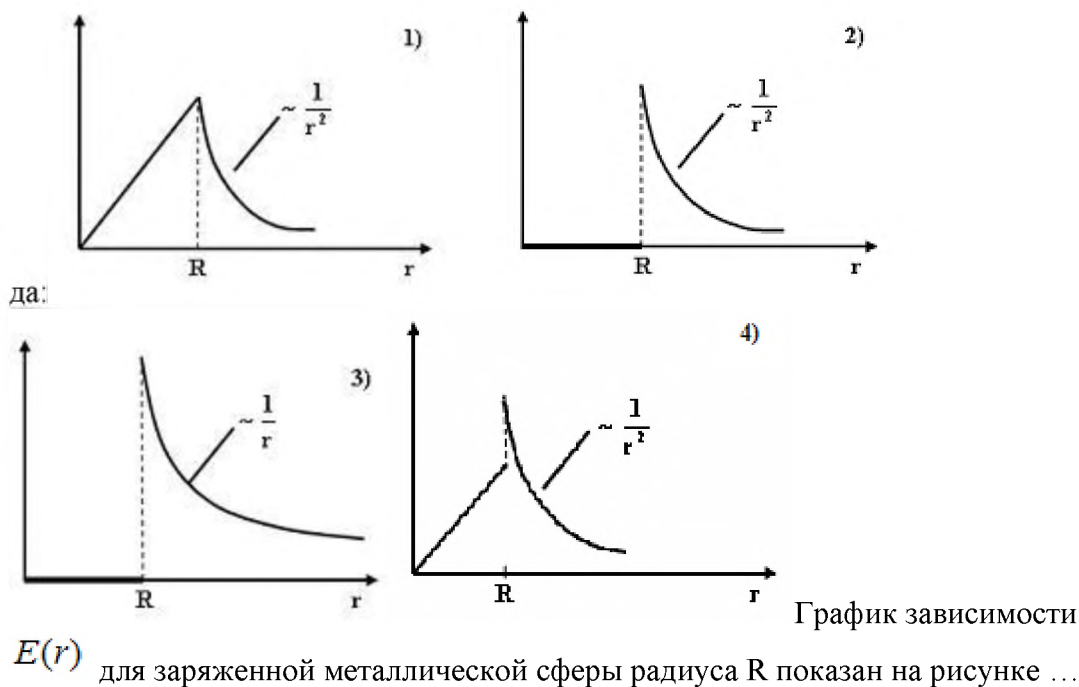 1)
~ 1/r²
R
r
2)
~ 1/r²
R
r
да:
3)
~ 1/r
R
r
4)
~ 1/r²
R
r
График зависимости
E(r) для заряженной металлической сферы радиуса R показан на рисунке …